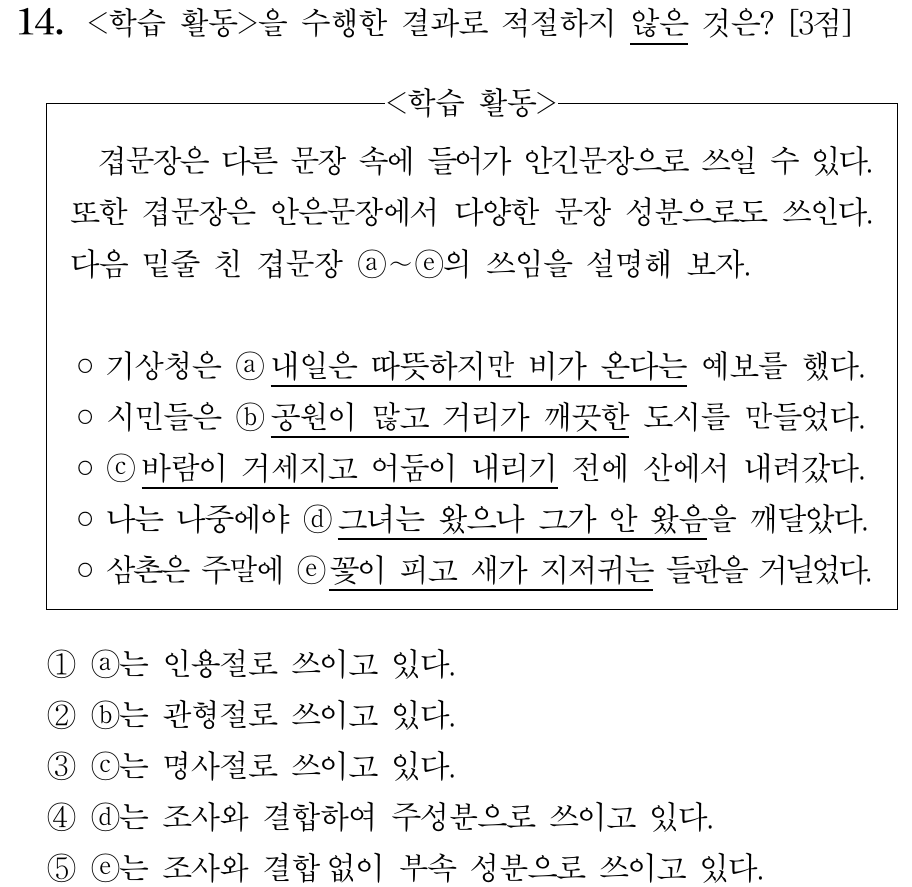 14. <학습 활동>을 수행한 결과로 적절하지 않은 것은? [3점]
<학습 활동>
겹문장은 다른 문장 속에 들어가 안긴문장으로 쓰일 수 있다.
또한 겹문장은 안은문장에서 다양한 문장 성분으로도 쓰인다.
다음 밑줄 친 겹문장 ⓐ~ⓔ의 쓰임을 설명해 보자.
○ 기상청은 ⓐ내일은 따뜻하지만 비가 온다는 예보를 했다.
○ 시민들은 ⓑ공원이 많고 거리가 깨끗한 도시를 만들었다.
○ ⓒ바람이 거세지고 어둠이 내리기 전에 산에서 내려갔다.
○ 나는 나중에야 ⓓ그녀는 왔으나 그가 안 왔음을 깨달았다.
○ 삼촌은 주말에 ⓔ꽃이 피고 새가 지저귀는 들판을 거닐었다.
① ⓐ는 인용절로 쓰이고 있다.
② ⓑ는 관형절로 쓰이고 있다.
③ ⓒ는 명사절로 쓰이고 있다.
④ ⓓ는 조사와 결합하여 주성분으로 쓰이고 있다.
⑤ ⓔ는 조사와 결합 없이 부속 성분으로 쓰이고 있다.